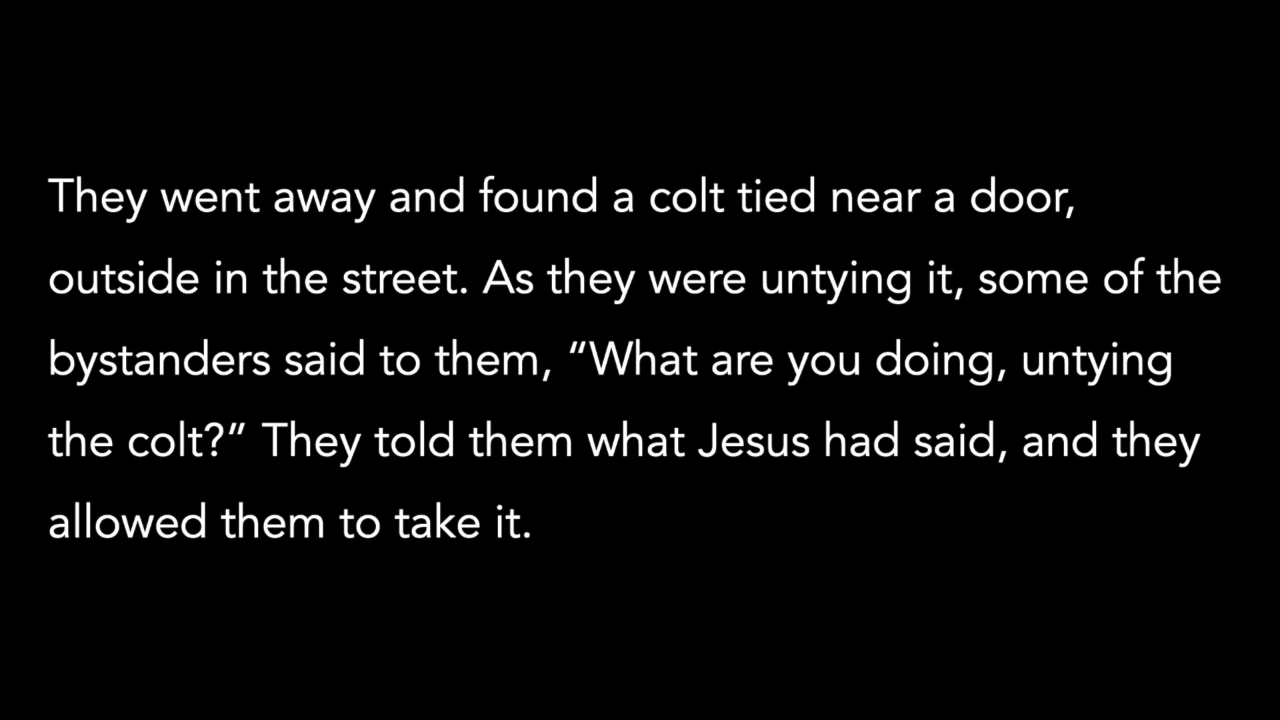 They went away and found a colt tied near a door,
outside in the street. As they were untying it, some of the
bystanders said to them, “What are you doing, untying
the colt?” They told them what Jesus had said, and they
allowed them to take it.